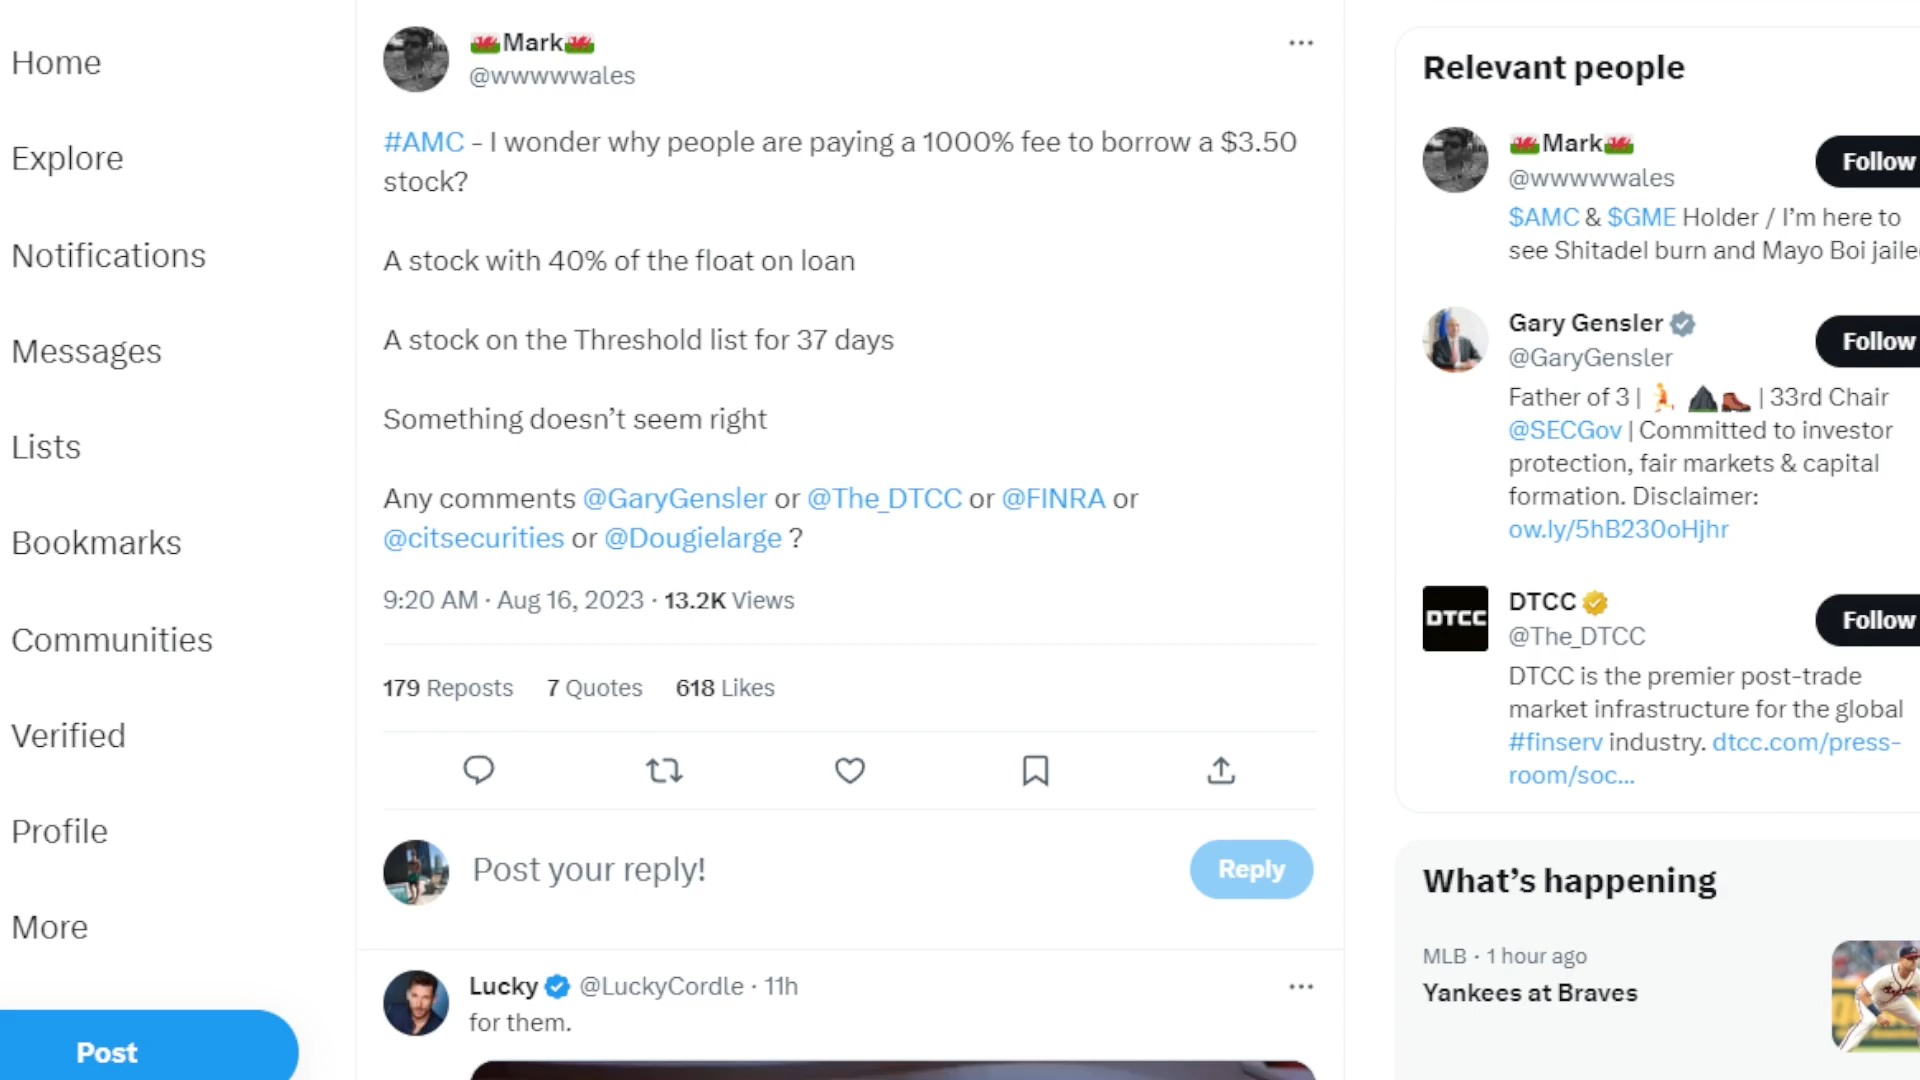 Home
Explore
Notifications
Messages
Lists
Bookmarks
Communities
Verified
Profile
More
Post
Mark
@wwwwwales
#AMC - I wonder why people are paying a 1000% fee to borrow a $3.50
stock?
A stock with 40% of the float on loan
A stock on the Threshold list for 37 days
Something doesn’t seem right
Any comments @GaryGensler or @The_DTCC or @FINRA or
@citsecurities or @Dougielarge ?
9:20 AM · Aug 16, 2023 · 13.2K Views
179 Reposts 7 Quotes 618 Likes
Post your reply!
Reply
Lucky @LuckyCordle · 11h
for them.
Relevant people
Mark
@wwwwwales
Follow
$AMC & $GME Holder / I’m here to
see Shitadel burn and Mayo Boi jaile
Gary Gensler
@GaryGensler
Follow
Father of 3 | | 33rd Chair
@SECGov | Committed to investor
protection, fair markets & capital
formation. Disclaimer:
ow.ly/5hB230oHjhr
DTCC
DTCC
@The_DTCC
Follow
DTCC is the premier post-trade
market infrastructure for the global
#finserv industry. dtcc.com/press-
room/soc...
What’s happening
MLB · 1 hour ago
Yankees at Braves